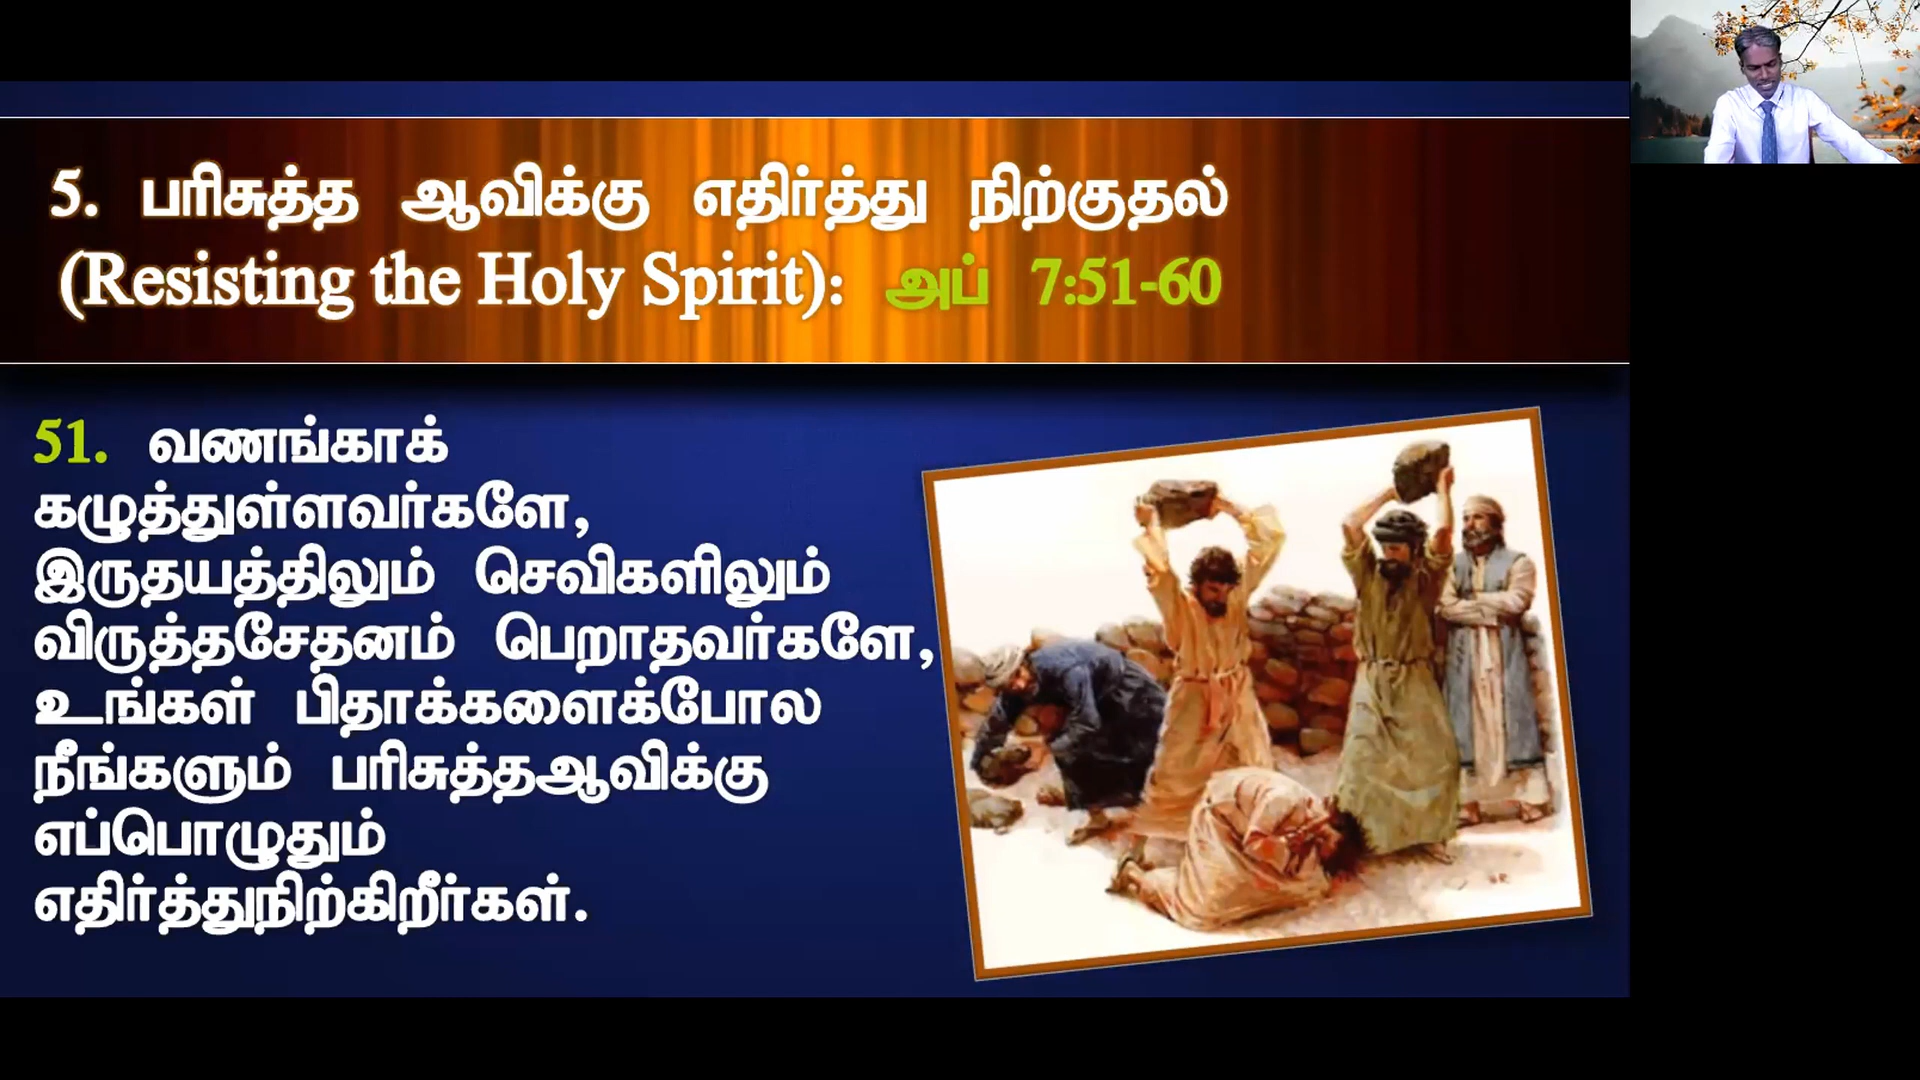 5. பரிசுத்த ஆவிக்கு எதிர்த்து நிற்குதல்
(Resisting the Holy Spirit): அப் 7:51-60
51. வணங்காக்
கழுத்துள்ளவர்களே,
இருதயத்திலும் செவிகளிலும்
விருத்தசேதனம் பெறாதவர்களே,
உங்கள் பிதாக்களைக்போல
நீங்களும் பரிசுத்தஆவிக்கு
எப்பொழுதும்
எதிர்த்துநிற்கிறீர்கள்.